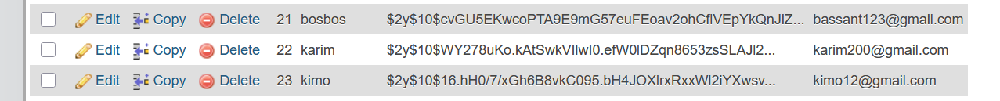 Edit Copy Delete 21 bosbos $2y$10$cvGU5EKwcoPTA9E9mG57euFEoav2ohCflVEpYkQnJiZ... bassant123@gmail.com
Edit Copy Delete 22 karim $2y$10$WY278uKo.kAtSwkVIlwI0.efW0lDZqn8653zsSLAJl2... karim200@gmail.com
Edit Copy Delete 23 kimo $2y$10$16.hH0/7/xGh6B8vkC095.bH4JOXlrxRxxWl2iYXwsv... kimo12@gmail.com